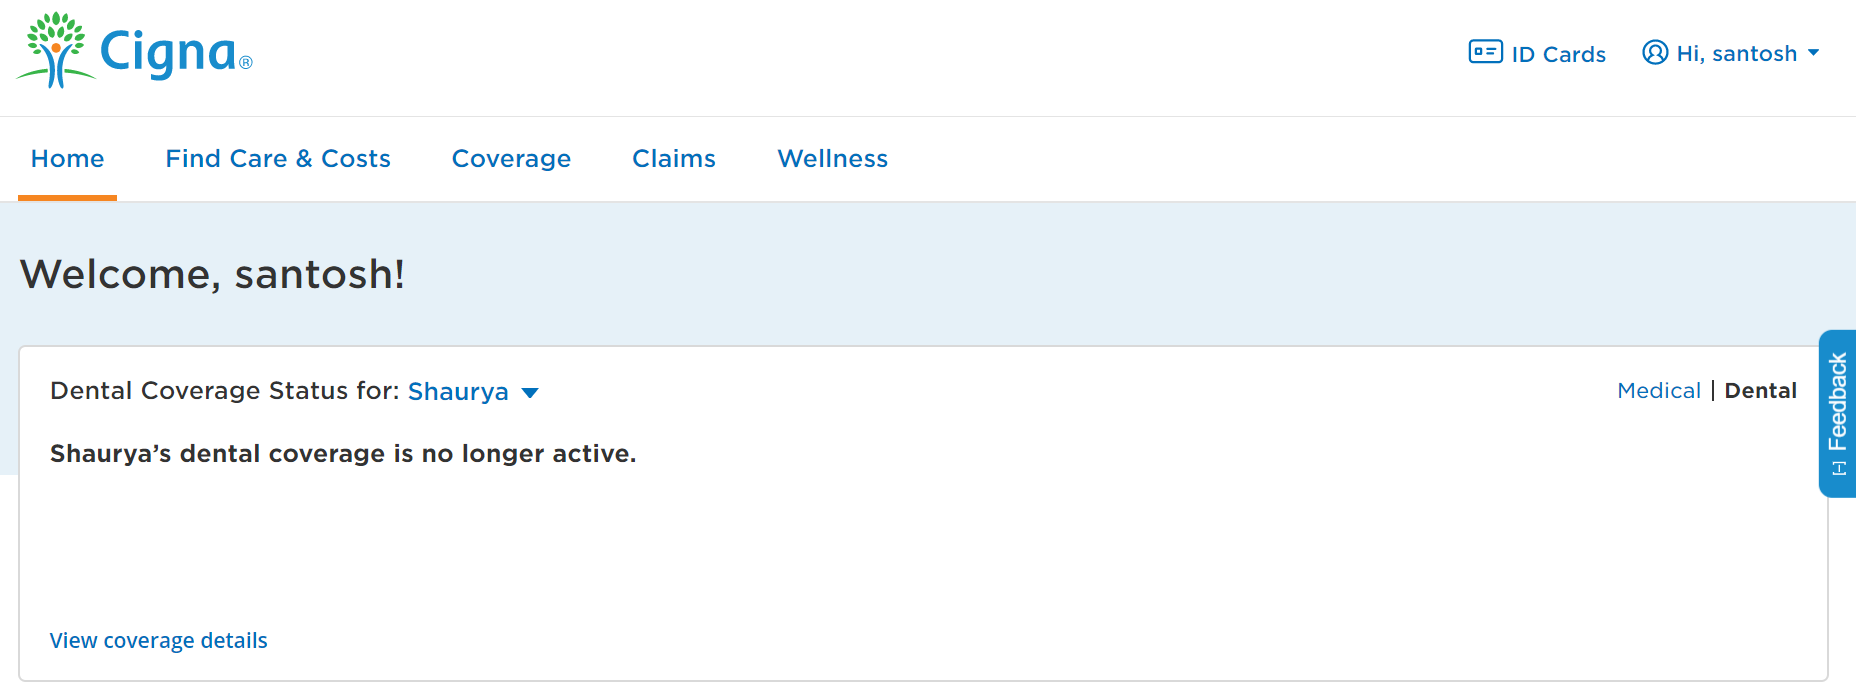 Cigna®
ID Cards
Hi, santosh
Home
Find Care & Costs
Coverage
Claims
Wellness
Welcome, santosh!
Dental Coverage Status for: Shaurya
Medical | Dental
Shaurya’s dental coverage is no longer active.
View coverage details
[-] Feedback